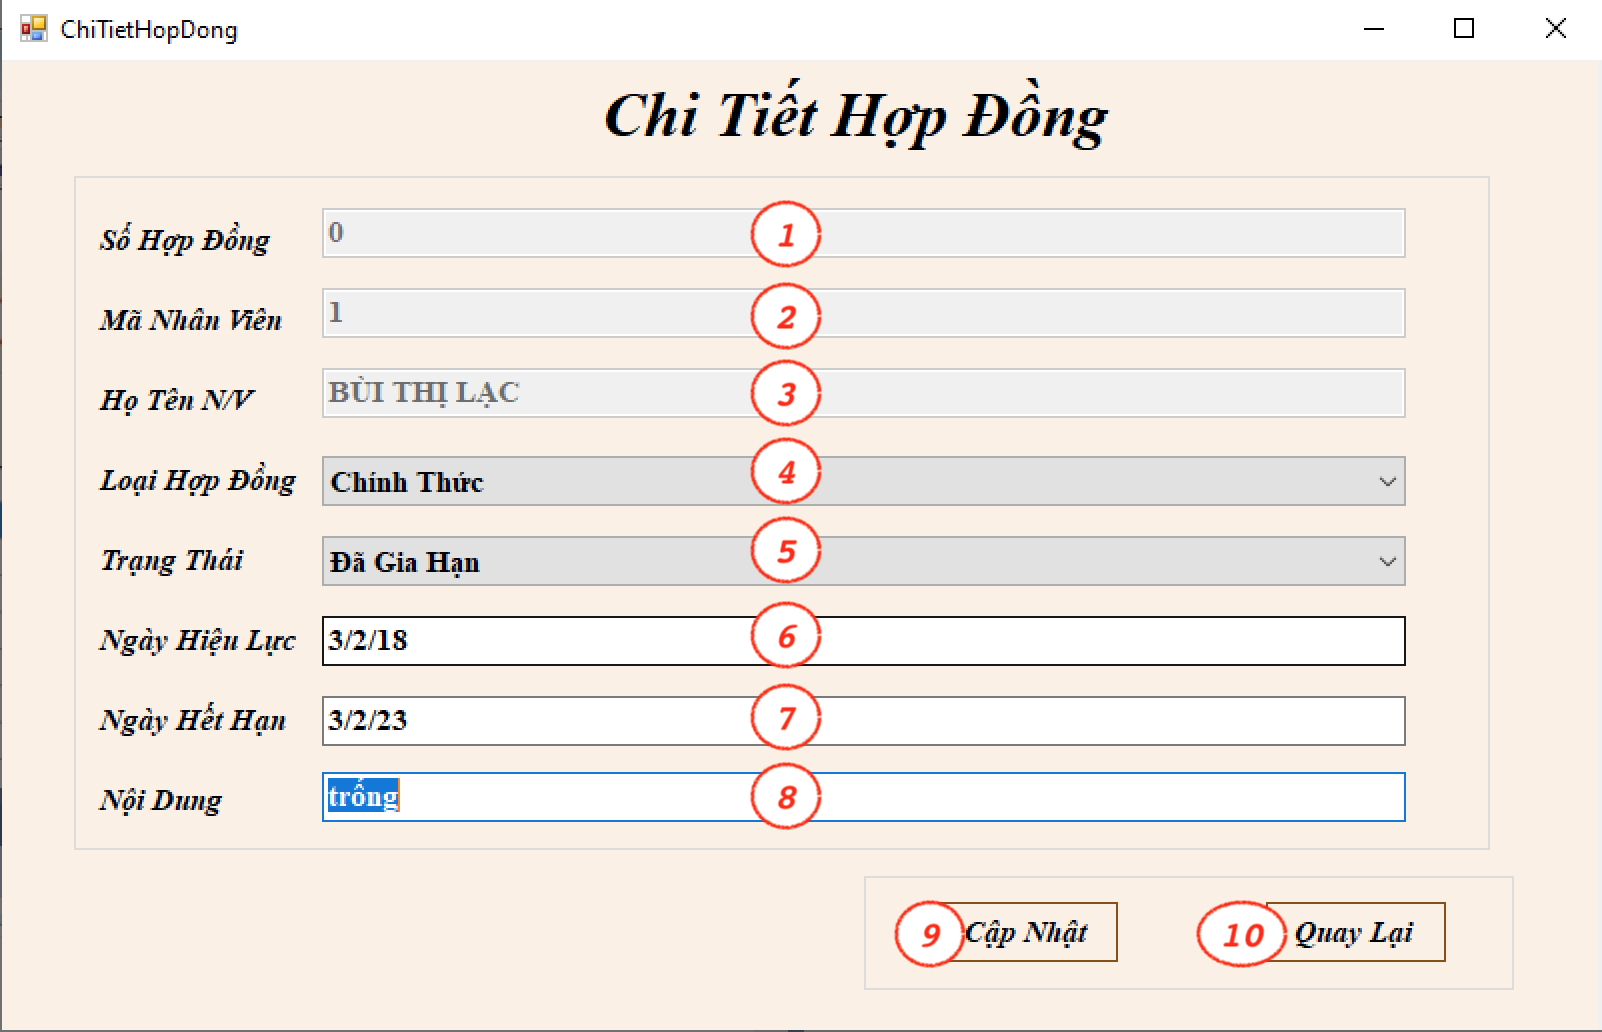 ChiTietHopDong
Chi Tiết Hợp Đồng
Số Hợp Đồng 0 1
Mã Nhân Viên 1 2
Họ Tên N/V BÙI THỊ LẠC 3
Loại Hợp Đồng Chính Thức 4
Trạng Thái Đã Gia Hạn 5
Ngày Hiệu Lực 3/2/18 6
Ngày Hết Hạn 3/2/23 7
Nội Dung trống 8
9 Cập Nhật 10 Quay Lại